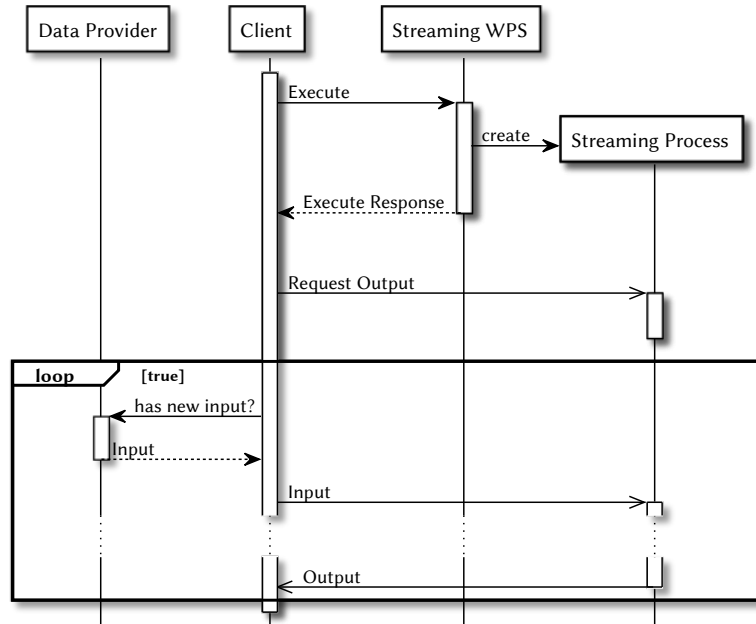 Data Provider
Client
Streaming WPS
Execute
create
Streaming Process
Execute Response
Request Output
loop
[true]
has new input?
Input
Input
Output